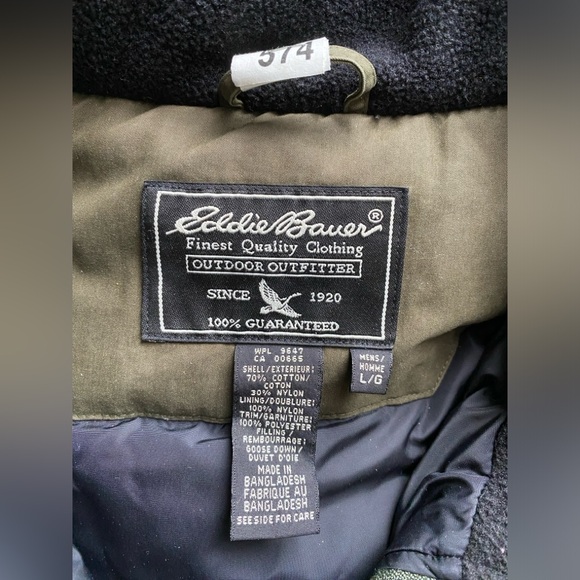 574
Eddie Bauer ®
Finest Quality Clothing
OUTDOOR OUTFITTER
SINCE 1920
100% GUARANTEED
WPL 9647
CA 00665
SHELL/EXTERIEUR:
70% COTTON/
COTON
30% NYLON
LINING/DOUBLURE:
100% NYLON
TRIM/GARNITURE:
100% POLYESTER
FILLING/
REMBOURRAGE:
GOOSE DOWN/
DUVET D'OIE
MADE IN
BANGLADESH
FABRIQUE AU
BANGLADESH
SEE SIDE FOR CARE
MENS/
HOMME
L/G